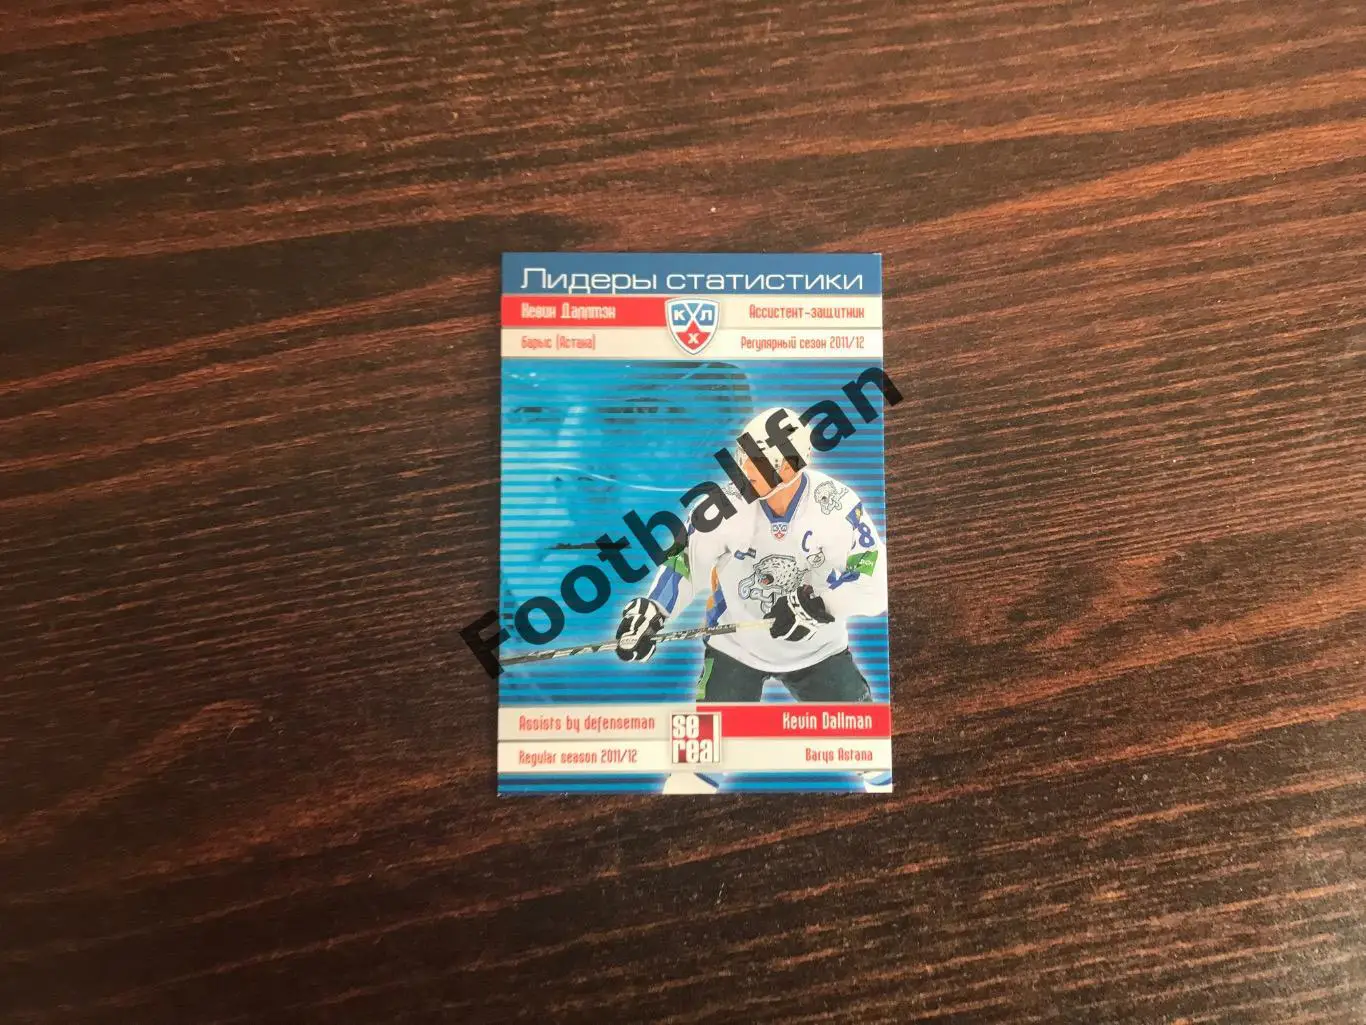 Лидеры статистики
Кевин Даллмэн
Ассистент-защитник
КХЛ
Барыс (Астана)
Регулярный сезон 2011/12
Footballfan
C
8
Assists by defenseman
se real
Kevin Dallman
Regular season 2011/12
Barys Astana